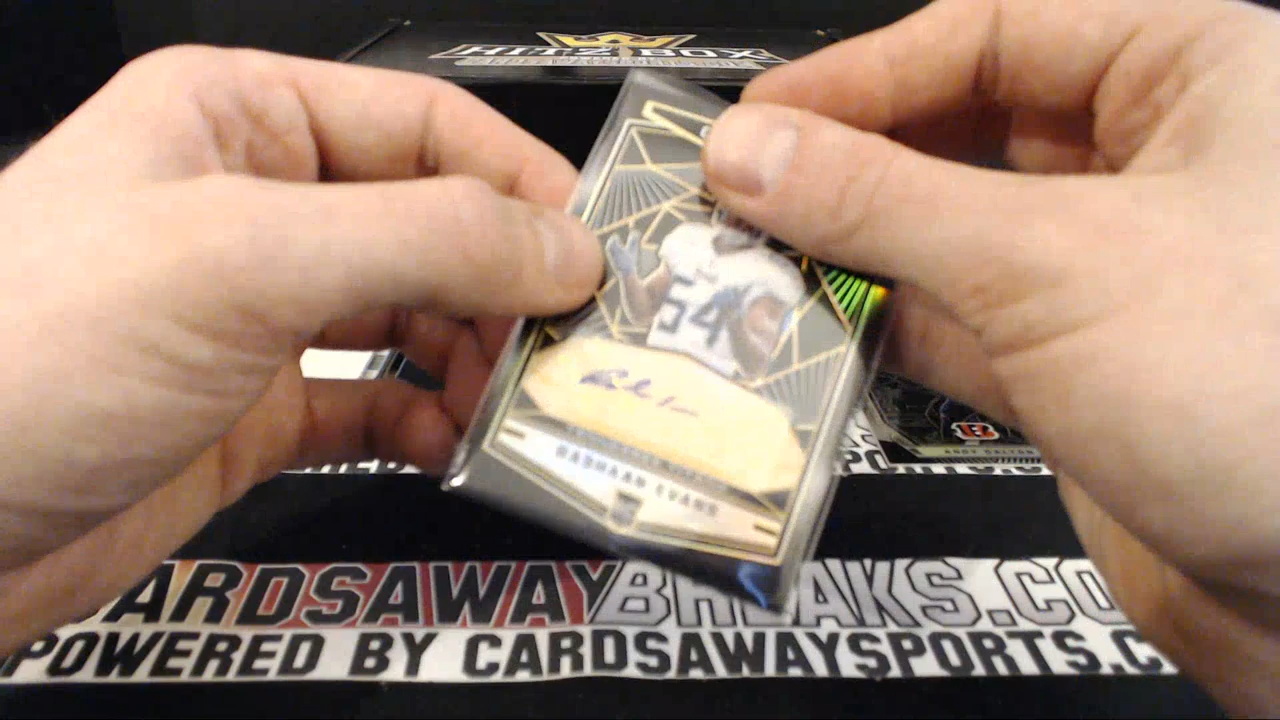 HITZ BOX
54
RASHAAN EVANS
ANDY DALTON
CARDSAWAYBREAKS.CO
POWERED BY CARDSAWAYSPORTS.C